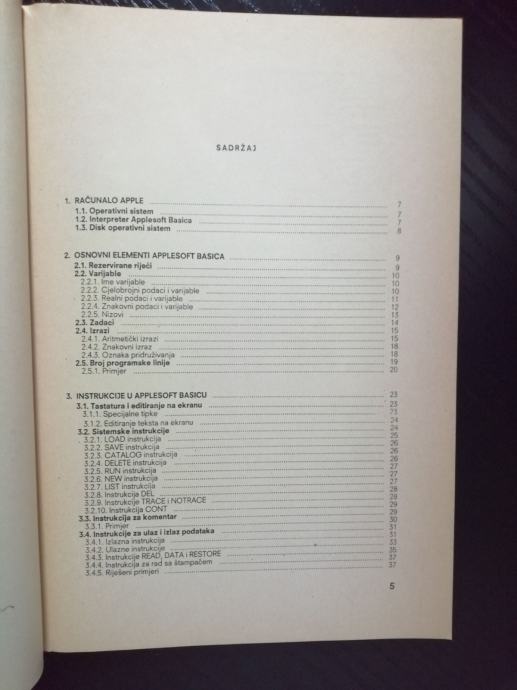 SADRŽAJ
1. RAČUNALO APPLE 7
1.1. Operativni sistem 7
1.2. Interpreter Applesoft Basica 7
1.3. Disk operativni sistem 8
2. OSNOVNI ELEMENTI APPLESOFT BASICA 9
2.1. Rezervirane riječi 9
2.2. Varijable 10
2.2.1. Ime varijable 10
2.2.2. Cjelobrojni podaci i varijable 10
2.2.3. Realni podaci i varijable 11
2.2.4. Znakovni podaci i varijable 12
2.2.5. Nizovi 13
2.3. Zadaci 14
2.4. Izrazi 15
2.4.1. Aritmetički izrazi 15
2.4.2. Znakovni izraz 18
2.4.3. Oznaka pridruživanja 18
2.5. Broj programske linije 19
2.5.1. Primjer 20
3. INSTRUKCIJE U APPLESOFT BASICU 23
3.1. Tastatura i editiranje na ekranu 23
3.1.1. Specijalne tipke 23
3.1.2. Editiranje teksta na ekranu 24
3.2. Sistemske instrukcije 24
3.2.1. LOAD instrukcija 25
3.2.2. SAVE instrukcija 26
3.2.3. CATALOG instrukcija 26
3.2.4. DELETE instrukcija 26
3.2.5. RUN instrukcija 27
3.2.6. NEW instrukcija 27
3.2.7. LIST instrukcija 27
3.2.8. Instrukcija DEL 28
3.2.9. Instrukcije TRACE i NOTRACE 28
3.2.10. Instrukcija CONT 29
3.3. Instrukcija za komentar 29
3.3.1. Primjer 30
3.4. Instrukcije za ulaz i izlaz podataka 31
3.4.1. Izlazna instrukcija 31
3.4.2. Ulazne instrukcije 33
3.4.3. Instrukcije READ, DATA i RESTORE 35
3.4.4. Instrukcija za rad sa štampačem 37
3.4.5. Riješeni primjeri 37
5